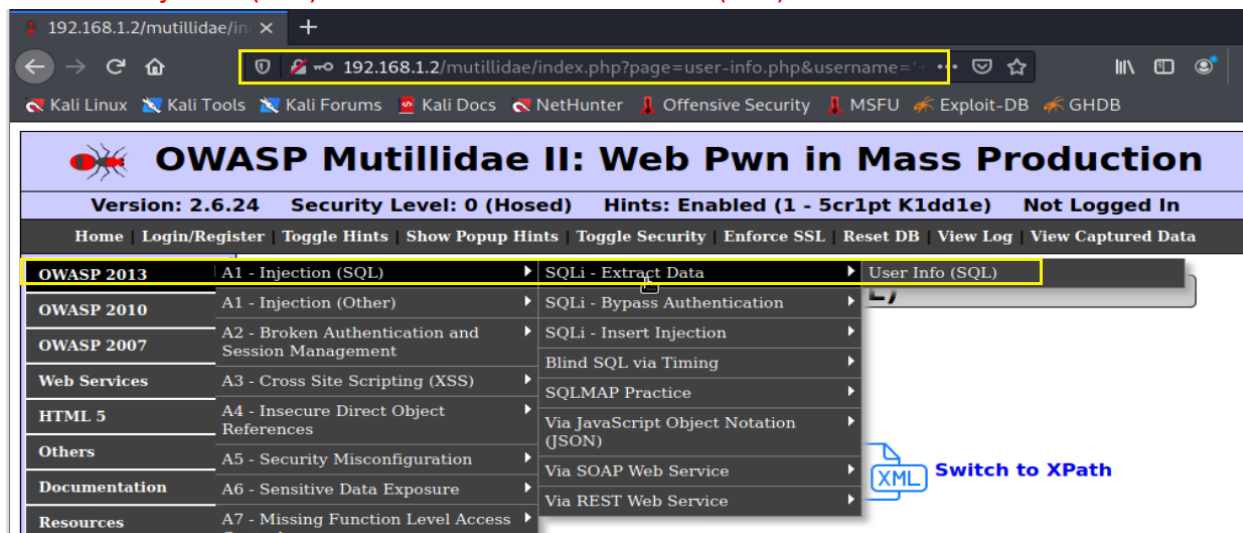 192.168.1.2/mutillidae/in
192.168.1.2/mutillidae/index.php?page=user-info.php&username='
Kali Linux Kali Tools Kali Forums Kali Docs NetHunter Offensive Security MSFU Exploit-DB GHDB
OWASP Mutillidae II: Web Pwn in Mass Production
Version: 2.6.24 Security Level: 0 (Hosed) Hints: Enabled (1 - 5cr1pt K1dd1e) Not Logged In
Home | Login/Register | Toggle Hints | Show Popup Hints | Toggle Security | Enforce SSL | Reset DB | View Log | View Captured Data
OWASP 2013
OWASP 2010
OWASP 2007
Web Services
HTML 5
Others
Documentation
Resources
A1 - Injection (SQL)
A1 - Injection (Other)
A2 - Broken Authentication and
Session Management
A3 - Cross Site Scripting (XSS)
A4 - Insecure Direct Object
References
A5 - Security Misconfiguration
A6 - Sensitive Data Exposure
A7 - Missing Function Level Access
SQLi - Extract Data
SQLi - Bypass Authentication
SQLi - Insert Injection
Blind SQL via Timing
SQLMAP Practice
Via JavaScript Object Notation
(JSON)
Via SOAP Web Service
Via REST Web Service
User Info (SQL)
XML
Switch to XPath